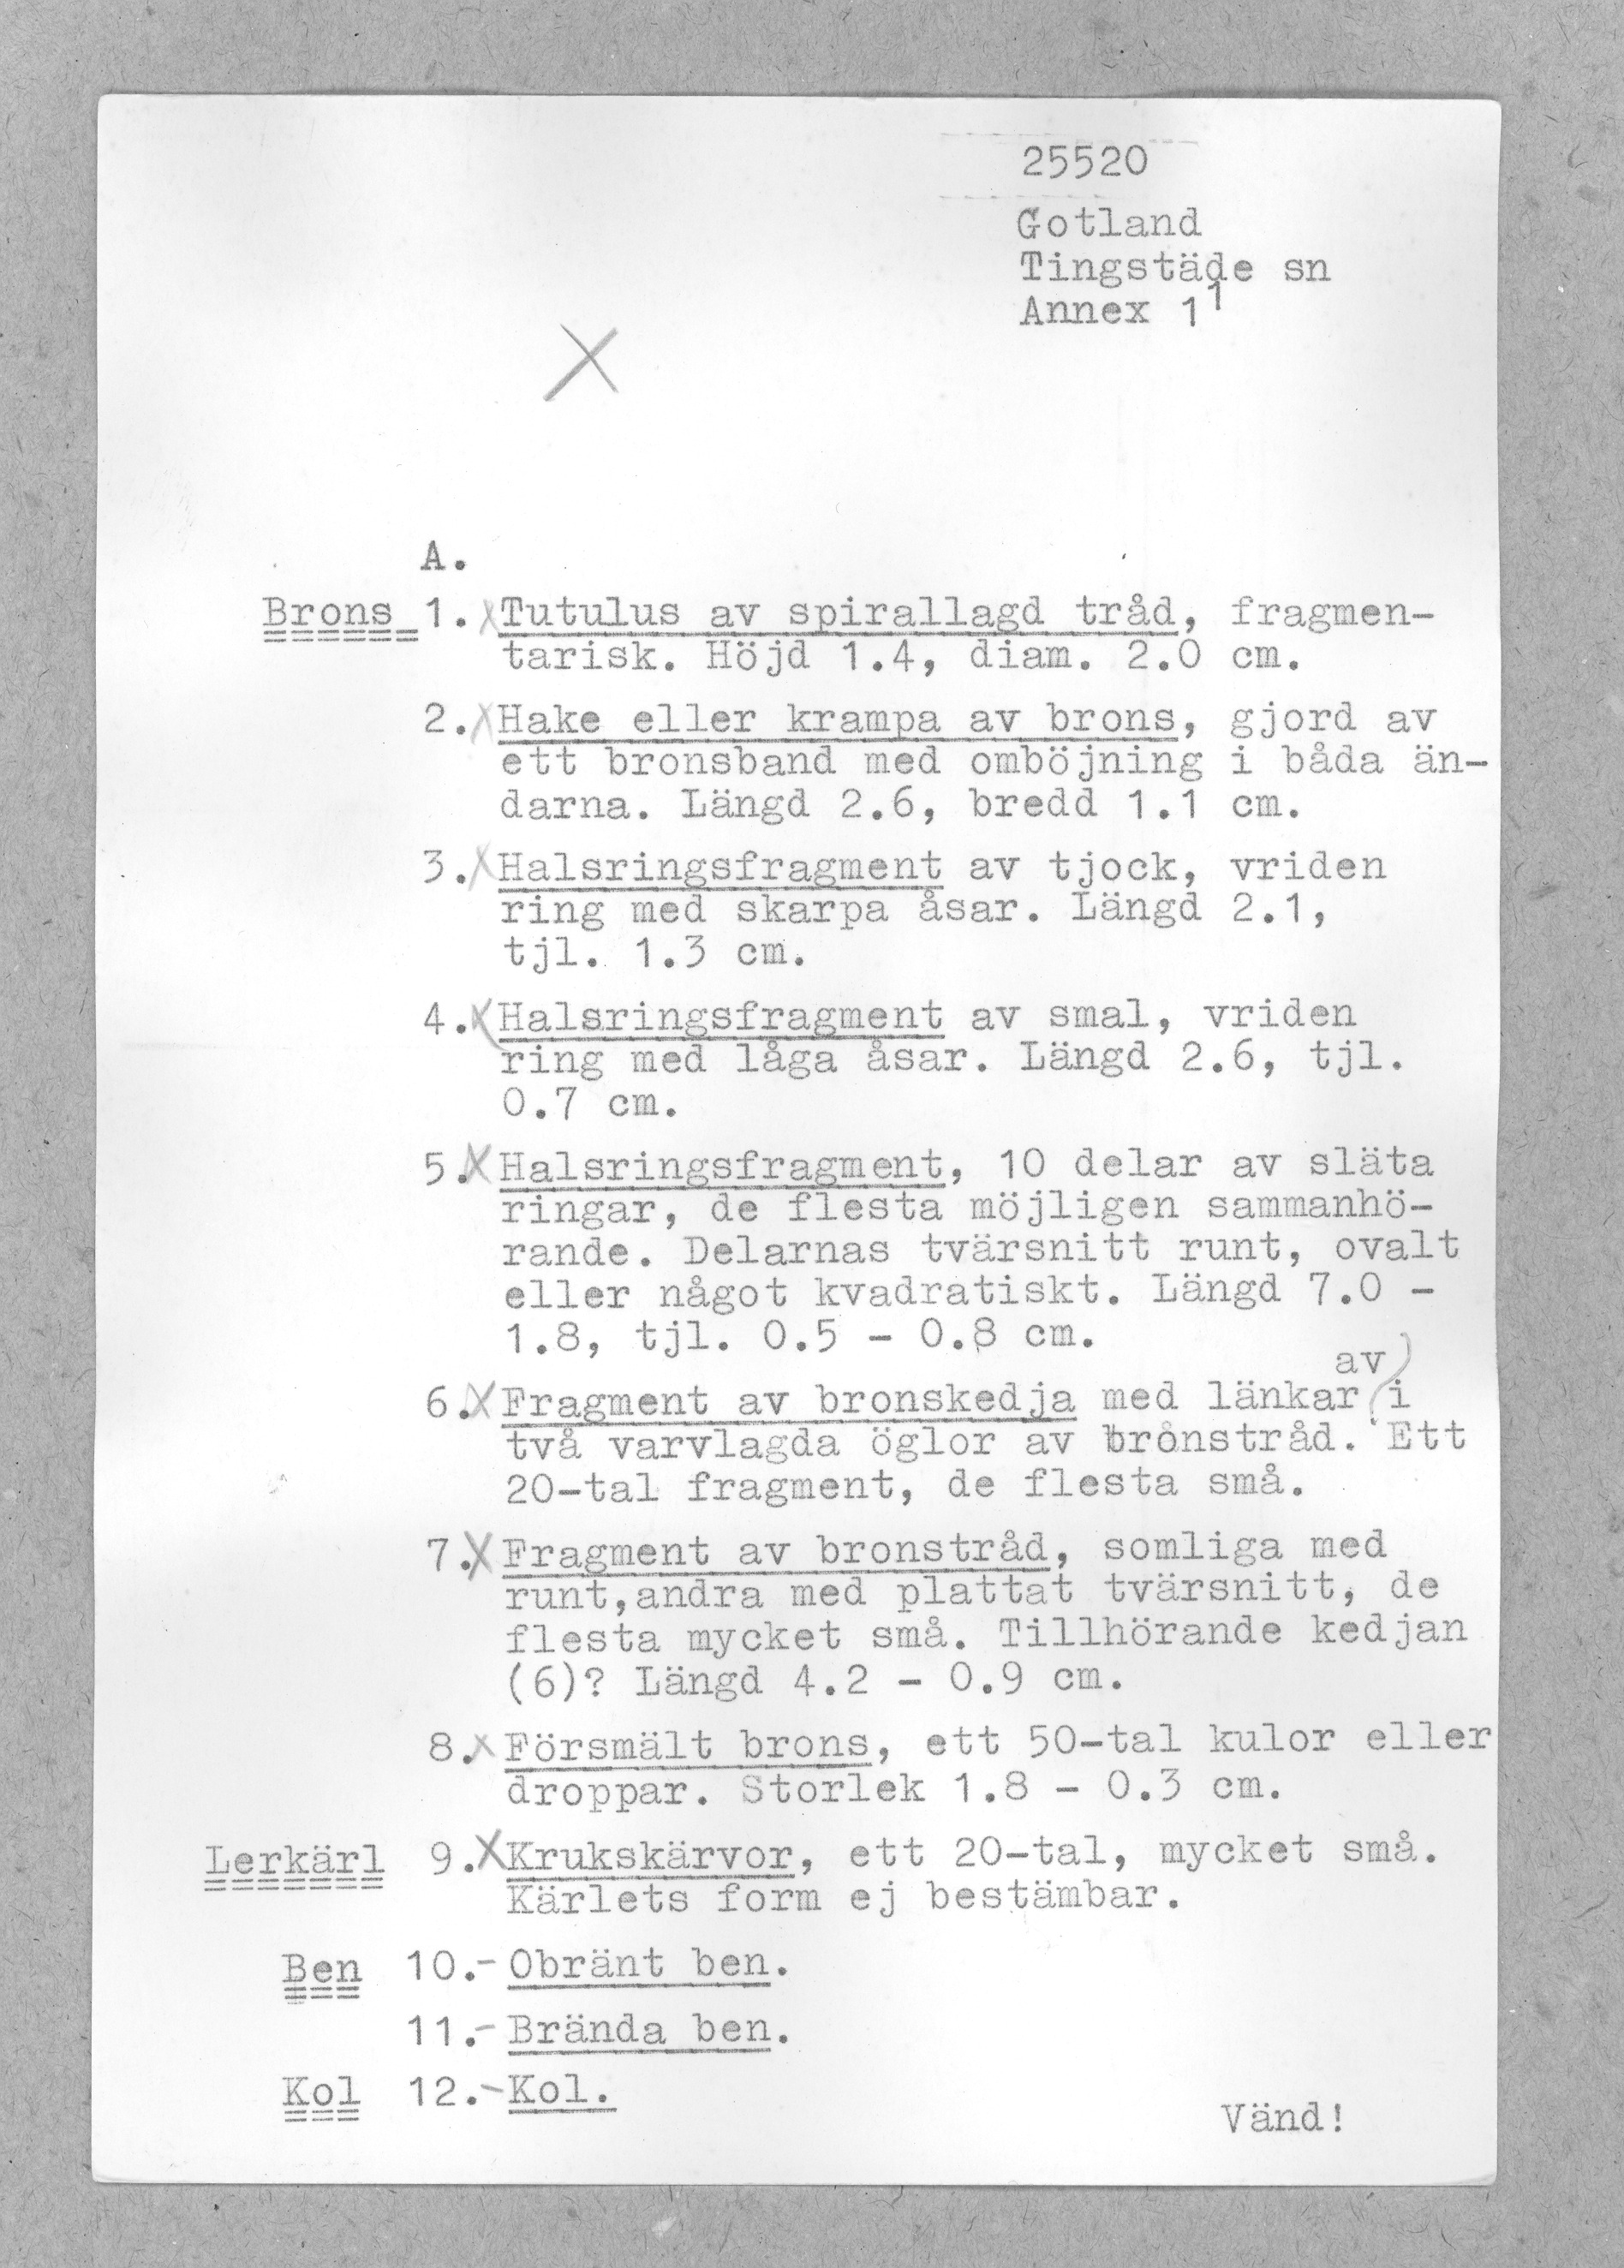 25520
Gotland
Tingstäde sn
Annex 1¹
A.
Brons 1. Tutulus av spirallagd tråd, fragmen-
tarisk. Höjd 1.4, diam. 2.0 cm.
2. Hake eller krampa av brons, gjord av
ett bronsband med omböjning i båda än-
darna. Längd 2.6, bredd 1.1 cm.
3. Halsringsfragment av tjock, vriden
ring med skarpa åsar. Längd 2.1,
tjl. 1.3 cm.
4. Halsringsfragment av smal, vriden
ring med låga åsar. Längd 2.6, tjl.
0.7 cm.
5. Halsringsfragment, 10 delar av släta
ringar, de flesta möjligen sammanhö-
rande. Delarnas tvärsnitt runt, ovalt
eller något kvadratiskt. Längd 7.0 -
1.8, tjl. 0.5 - 0.8 cm.
av
6. Fragment av bronskedja med länkar i
två varvlagda öglor av bronstråd. Ett
20-tal fragment, de flesta små.
7. Fragment av bronstråd, somliga med
runt,andra med plattat tvärsnitt, de
flesta mycket små. Tillhörande kedjan
(6)? Längd 4.2 - 0.9 cm.
8. Försmält brons, ett 50-tal kulor eller
droppar. Storlek 1.8 - 0.3 cm.
Lerkärl 9. Krukskärvor, ett 20-tal, mycket små.
Kärlets form ej bestämbar.
Ben 10.- Obränt ben.
11.- Brända ben.
Kol 12.- Kol.
Vänd!